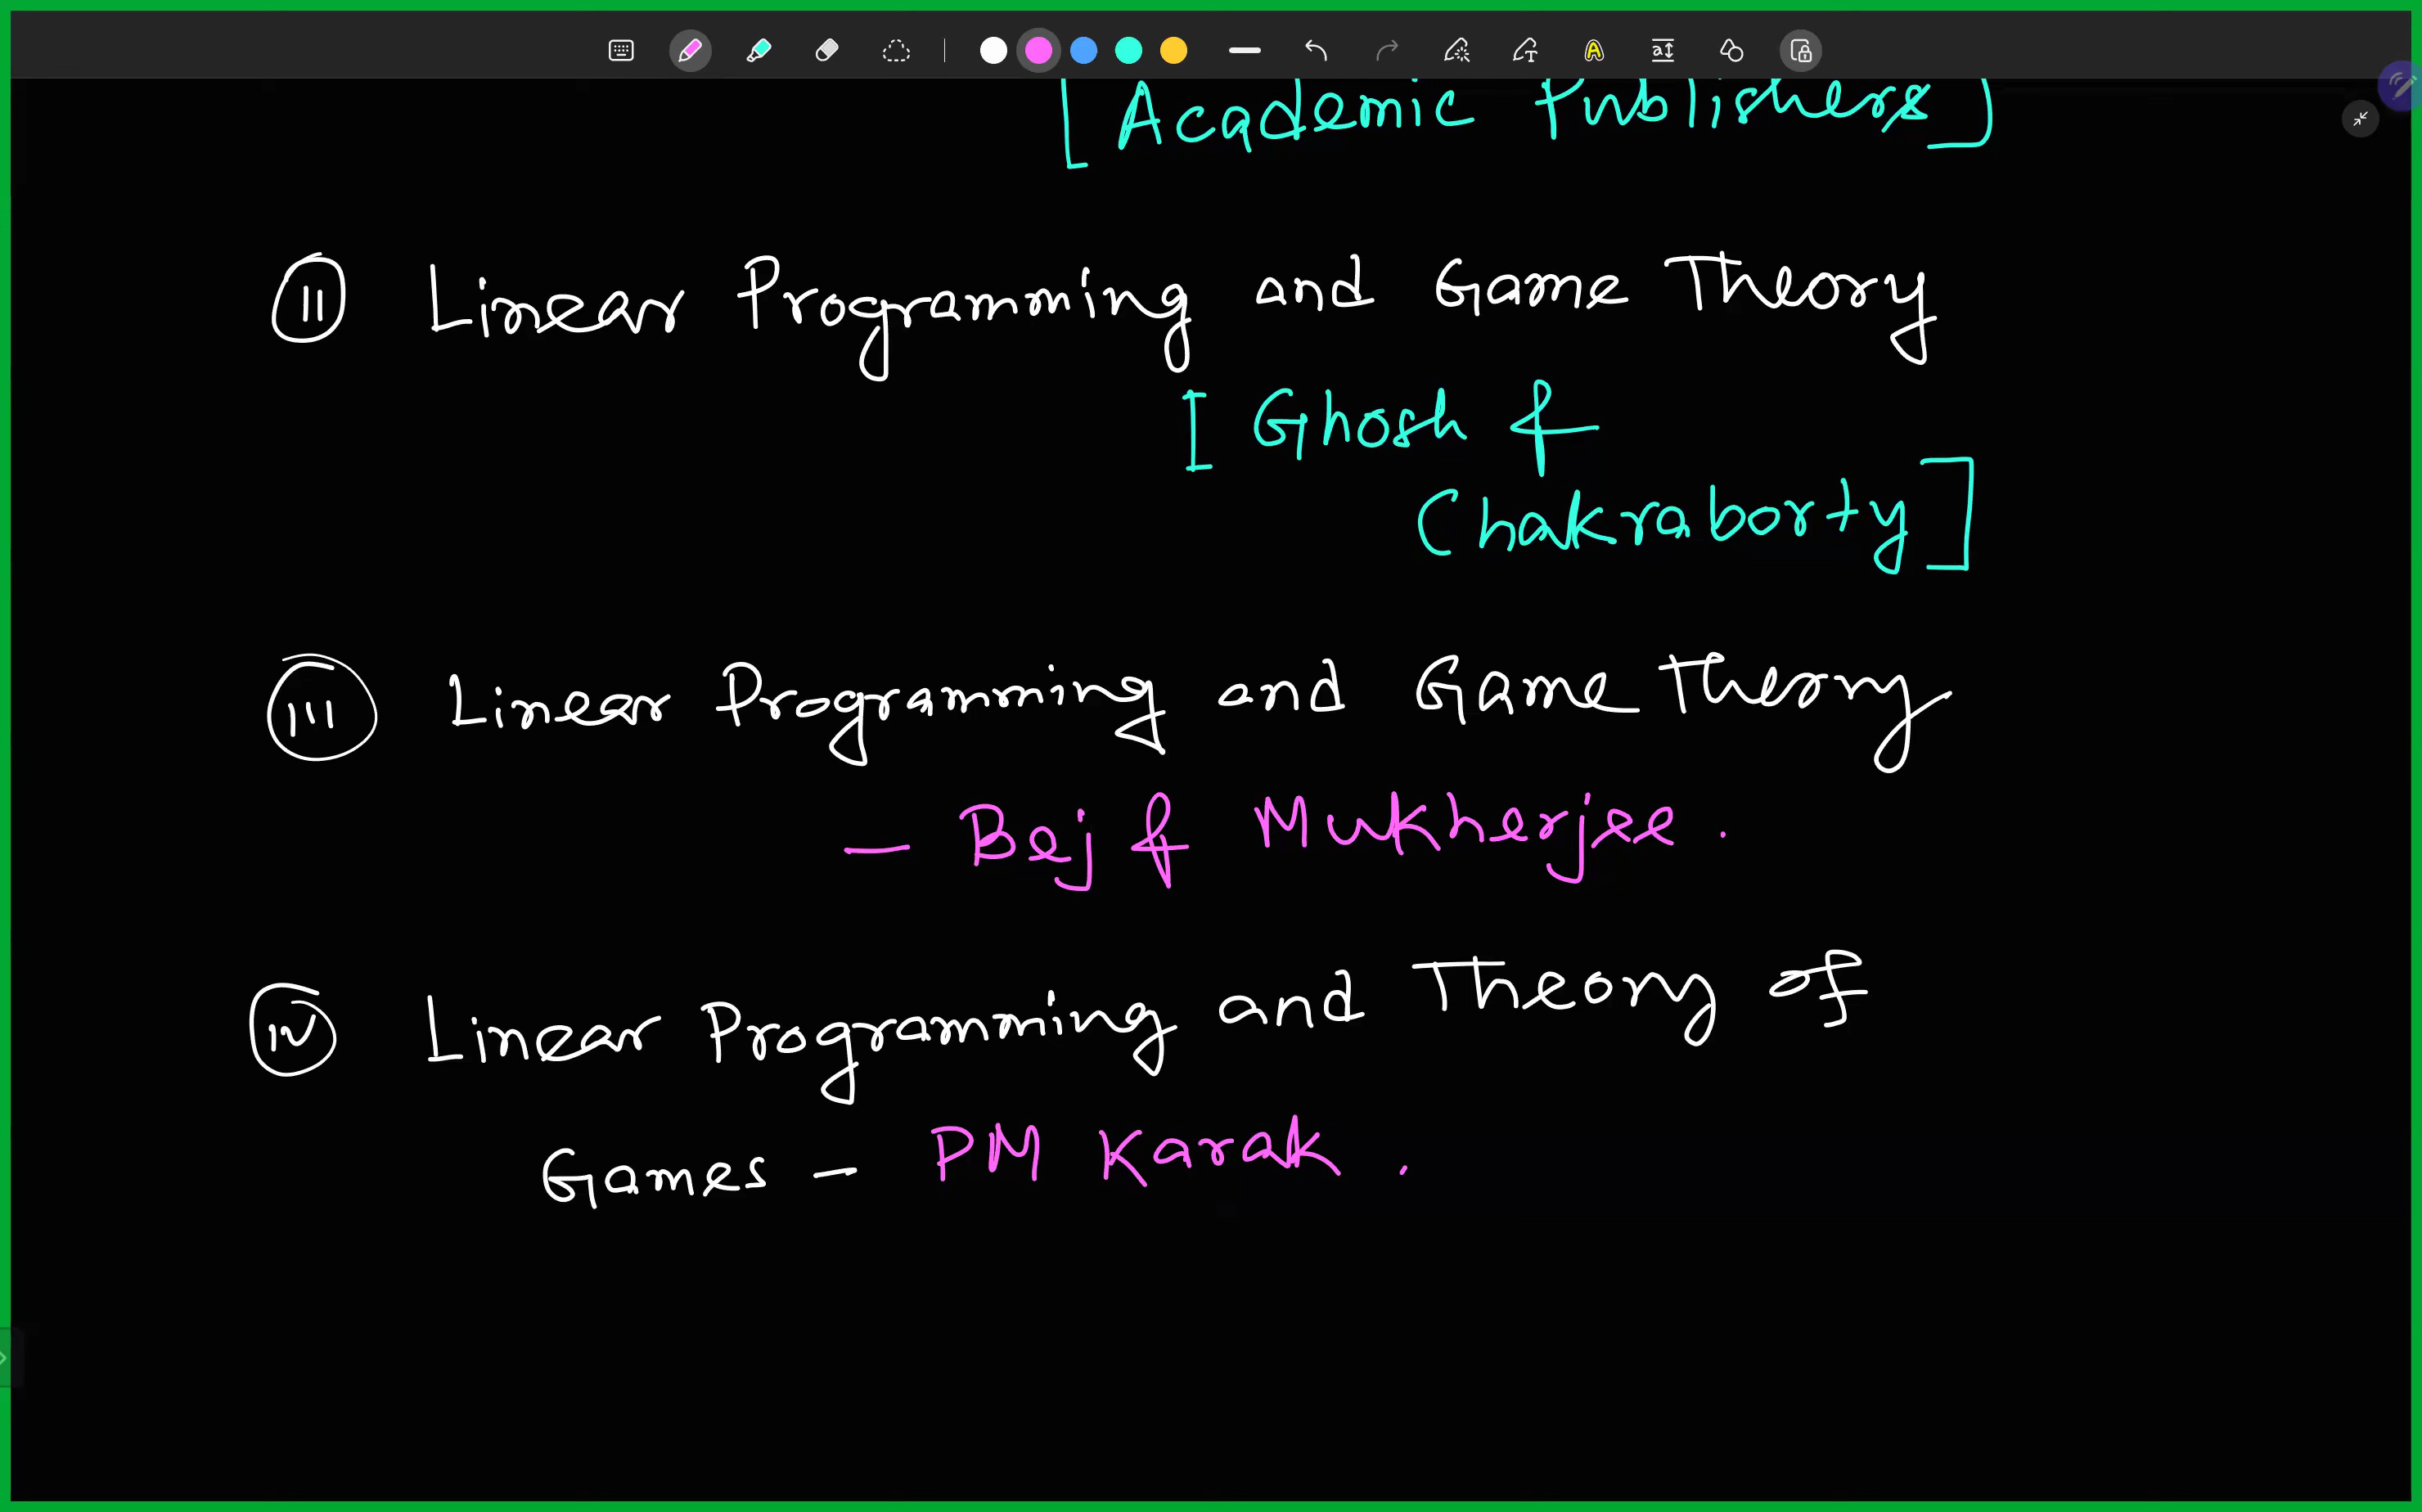 [Academic Publishers]
II Linear Programming and Game Theory
[Ghosh &
Chakraborty]
III Linear Programming and Game Theory
— Bej & Mukherjee.
IV Linear Programming and Theory of
Games - PM Karak.